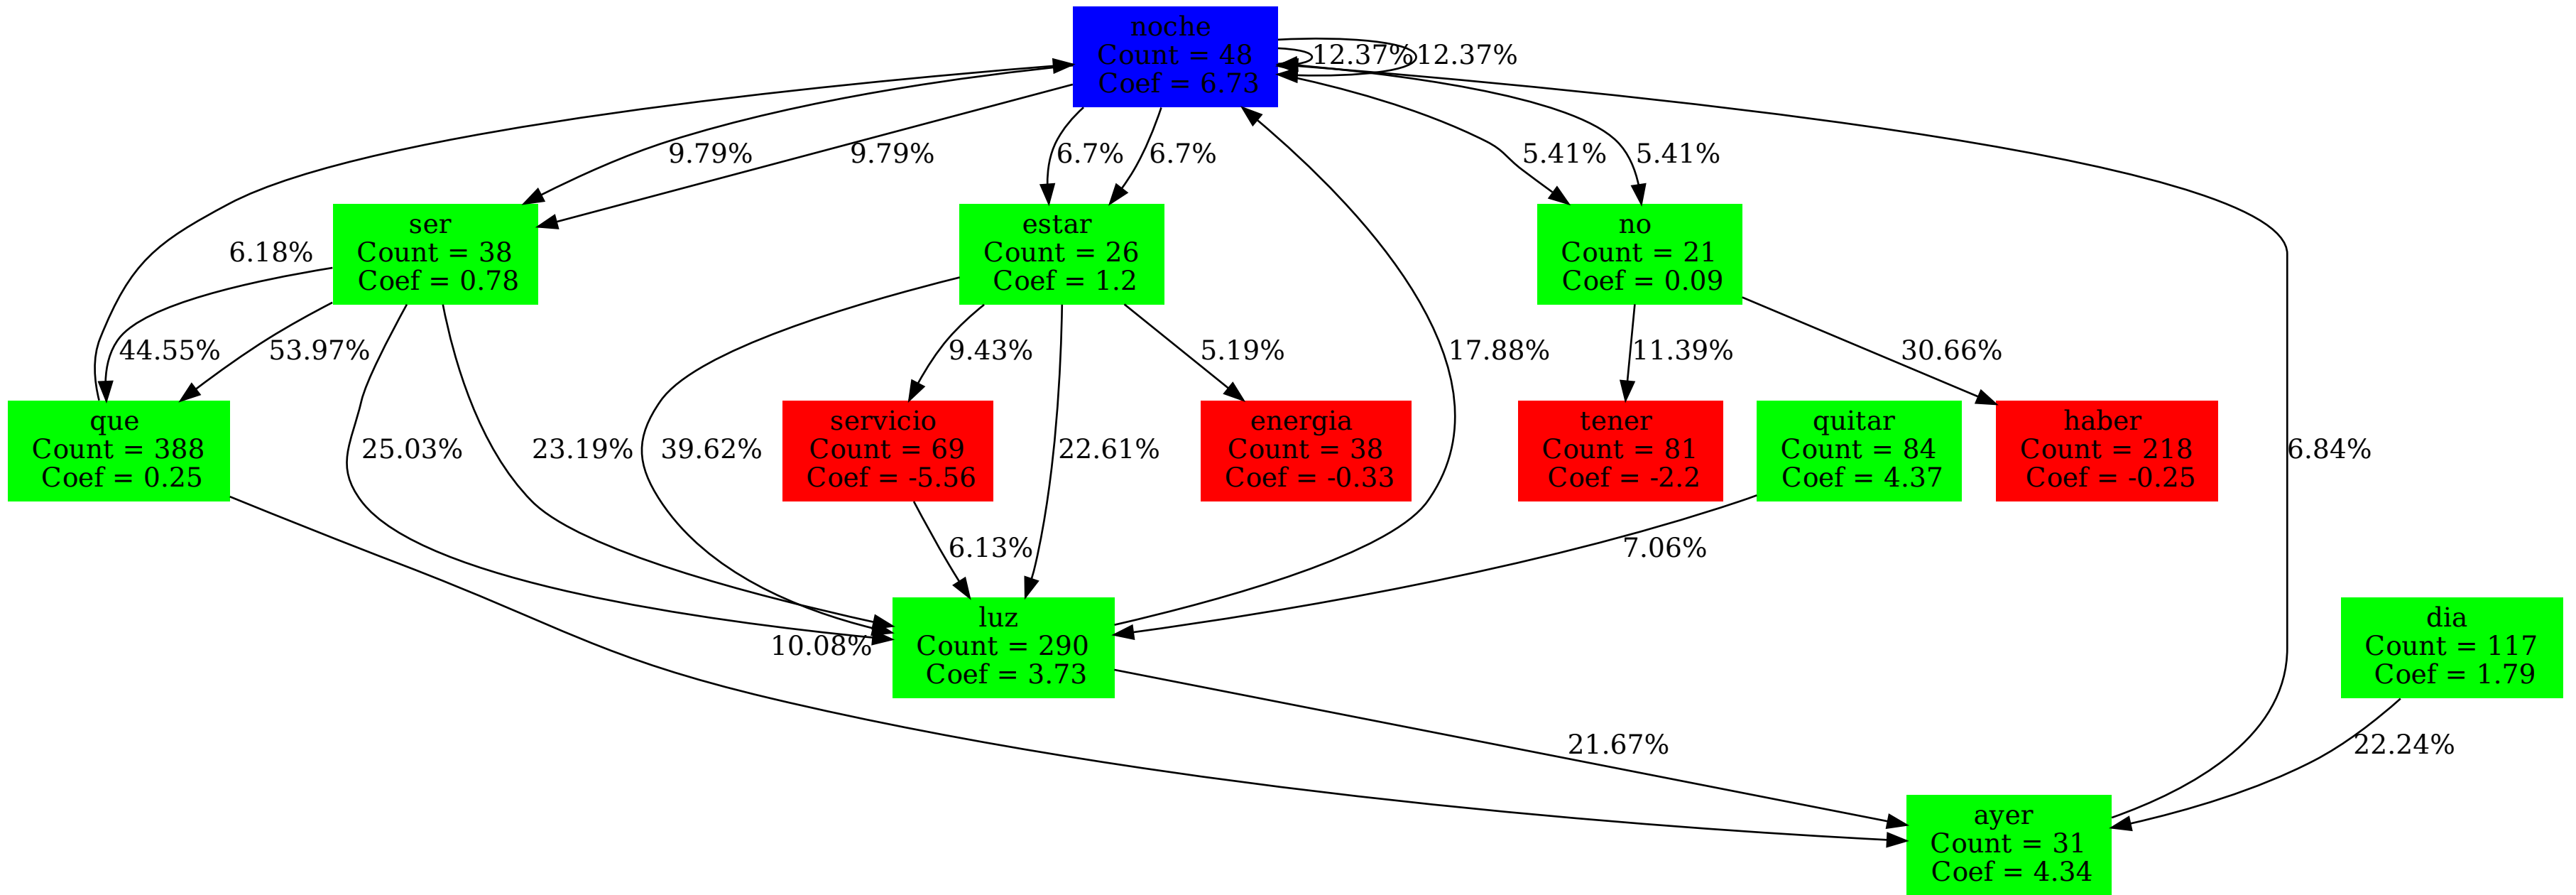 noche
Count = 48
Coef = 6.73
12.37%
12.37%
9.79%
9.79%
6.7%
6.7%
5.41%
5.41%
6.18%
ser
Count = 38
Coef = 0.78
estar
Count = 26
Coef = 1.2
no
Count = 21
Coef = 0.09
44.55%
53.97%
9.43%
5.19%
17.88%
11.39%
30.66%
que
Count = 388
Coef = 0.25
25.03%
23.19%
39.62%
servicio
Count = 69
Coef = -5.56
22.61%
energia
Count = 38
Coef = -0.33
tener
Count = 81
Coef = -2.2
quitar
Count = 84
Coef = 4.37
haber
Count = 218
Coef = -0.25
6.84%
6.13%
7.06%
10.08%
luz
Count = 290
Coef = 3.73
dia
Count = 117
Coef = 1.79
21.67%
22.24%
ayer
Count = 31
Coef = 4.34